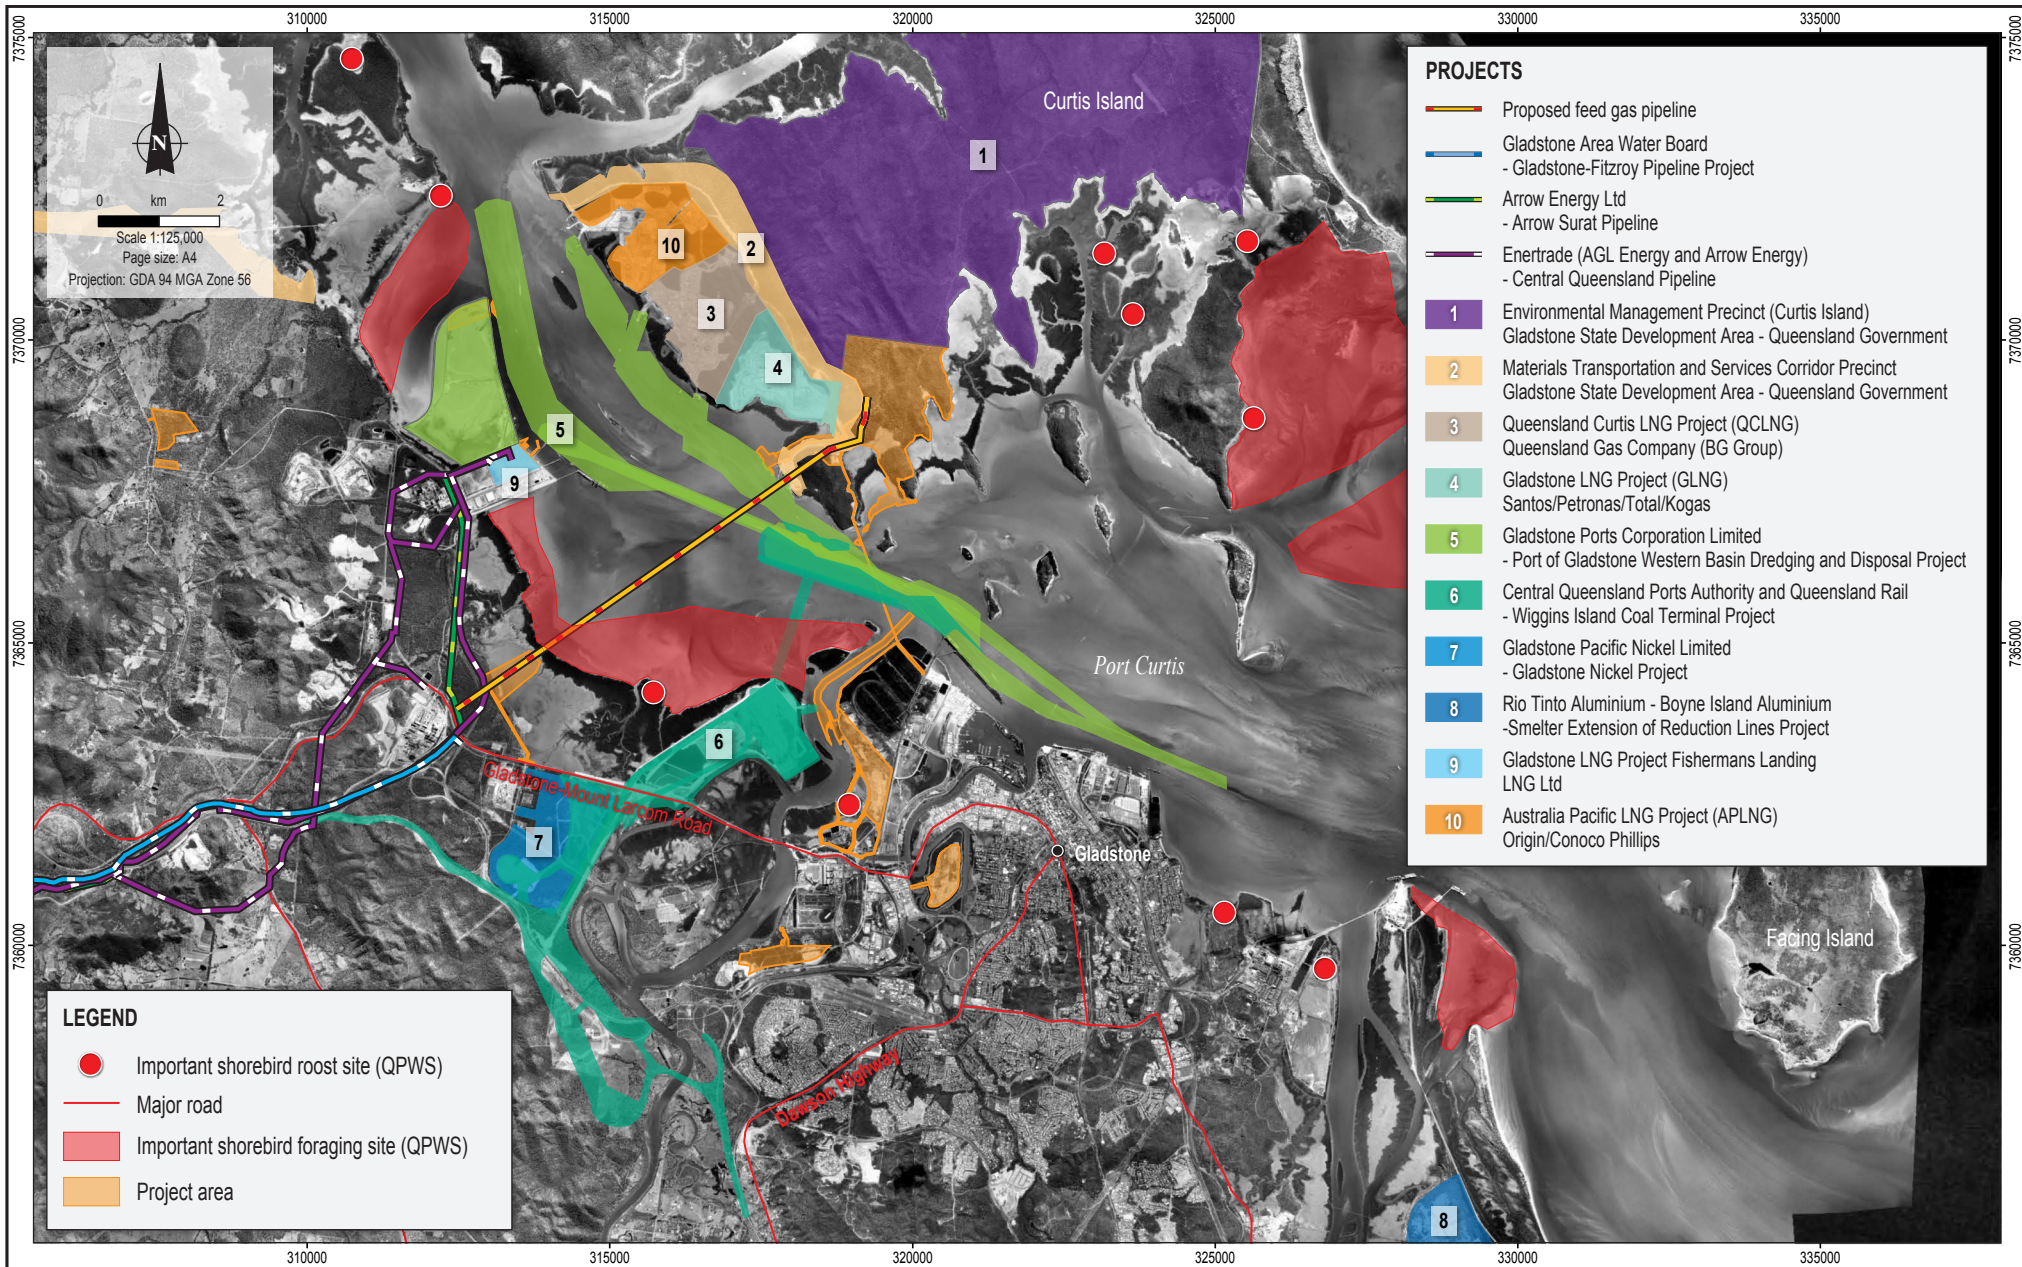 310000
315000
320000
325000
330000
335000
7375000
7370000
7365000
7360000
7375000
7370000
7365000
7360000
N
0 km 2
Scale 1:125,000
Page size: A4
Projection: GDA 94 MGA Zone 56
Curtis Island
1
2
10
3
4
5
9
6
7
8
Port Curtis
Gladstone-Mount Larcom Road
Gladstone
Dawson Highway
Facing Island
PROJECTS
Proposed feed gas pipeline
Gladstone Area Water Board
- Gladstone-Fitzroy Pipeline Project
Arrow Energy Ltd
- Arrow Surat Pipeline
Enertrade (AGL Energy and Arrow Energy)
- Central Queensland Pipeline
1 Environmental Management Precinct (Curtis Island)
Gladstone State Development Area - Queensland Government
2 Materials Transportation and Services Corridor Precinct
Gladstone State Development Area - Queensland Government
3 Queensland Curtis LNG Project (QCLNG)
Queensland Gas Company (BG Group)
4 Gladstone LNG Project (GLNG)
Santos/Petronas/Total/Kogas
5 Gladstone Ports Corporation Limited
- Port of Gladstone Western Basin Dredging and Disposal Project
6 Central Queensland Ports Authority and Queensland Rail
- Wiggins Island Coal Terminal Project
7 Gladstone Pacific Nickel Limited
- Gladstone Nickel Project
8 Rio Tinto Aluminium - Boyne Island Aluminium
-Smelter Extension of Reduction Lines Project
9 Gladstone LNG Project Fishermans Landing
LNG Ltd
10 Australia Pacific LNG Project (APLNG)
Origin/Conoco Phillips
LEGEND
Important shorebird roost site (QPWS)
Major road
Important shorebird foraging site (QPWS)
Project area
310000
315000
320000
325000
330000
335000